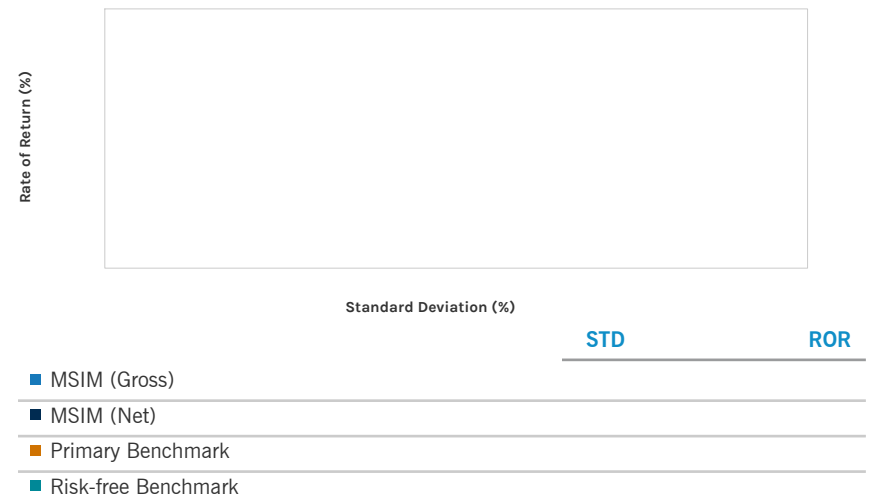 Rate of Return (%)
Standard Deviation (%)
STD ROR
MSIM (Gross)
MSIM (Net)
Primary Benchmark
Risk-free Benchmark